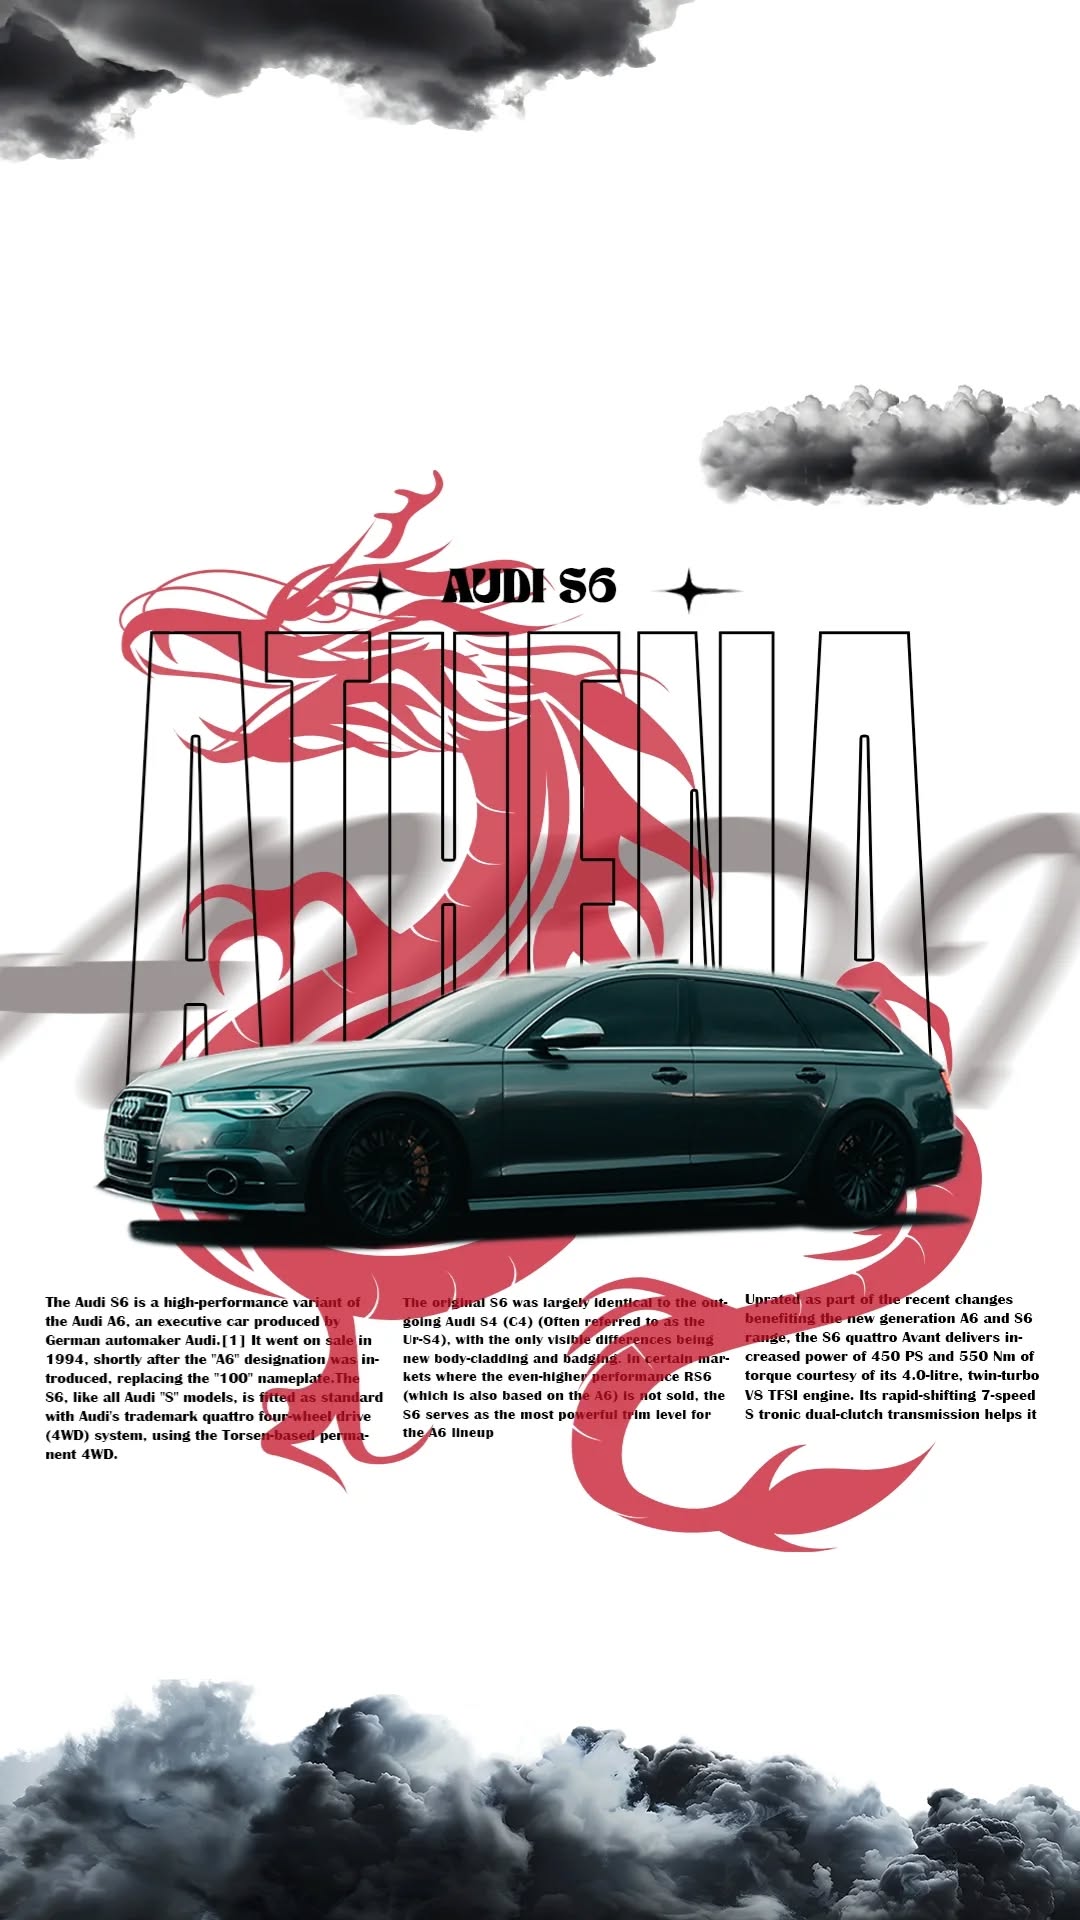 AUDI S6
ATHENA
The Audi S6 is a high-performance variant of
the Audi A6, an executive car produced by
German automaker Audi.[1] It went on sale in
1994, shortly after the "A6" designation was in-
troduced, replacing the "100" nameplate.The
S6, like all Audi "S" models, is fitted as standard
with Audi's trademark quattro four-wheel drive
(4WD) system, using the Torsen-based perma-
nent 4WD.
The original S6 was largely identical to the out-
going Audi S4 (C4) (Often referred to as the
Ur-S4), with the only visible differences being
new body-cladding and badging. In certain mar-
kets where the even-higher performance RS6
(which is also based on the A6) is not sold, the
S6 serves as the most powerful trim level for
the A6 lineup
Uprated as part of the recent changes
benefiting the new generation A6 and S6
range, the S6 quattro Avant delivers in-
creased power of 450 PS and 550 Nm of
torque courtesy of its 4.0-litre, twin-turbo
V8 TFSI engine. Its rapid-shifting 7-speed
S tronic dual-clutch transmission helps it